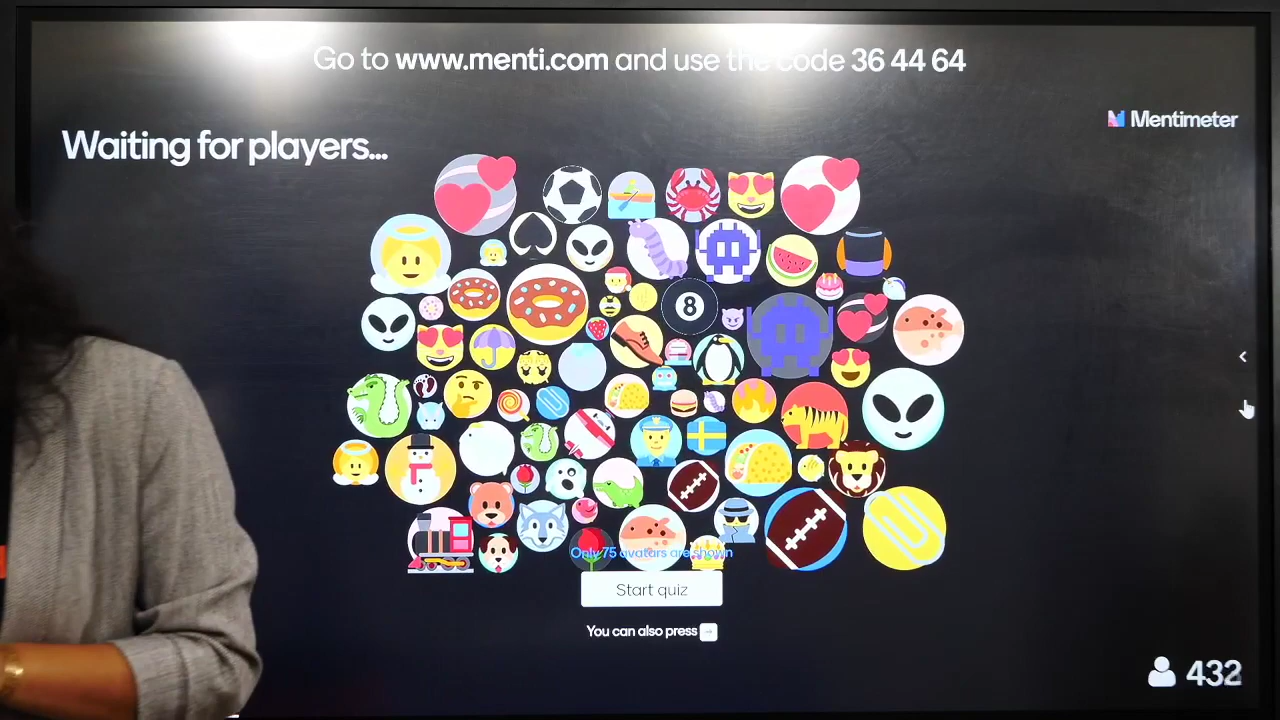 Go to www.menti.com and use the code 36 44 64
Mentimeter
Waiting for players...
8
Only 75 avatars are shown
Start quiz
You can also press →
432